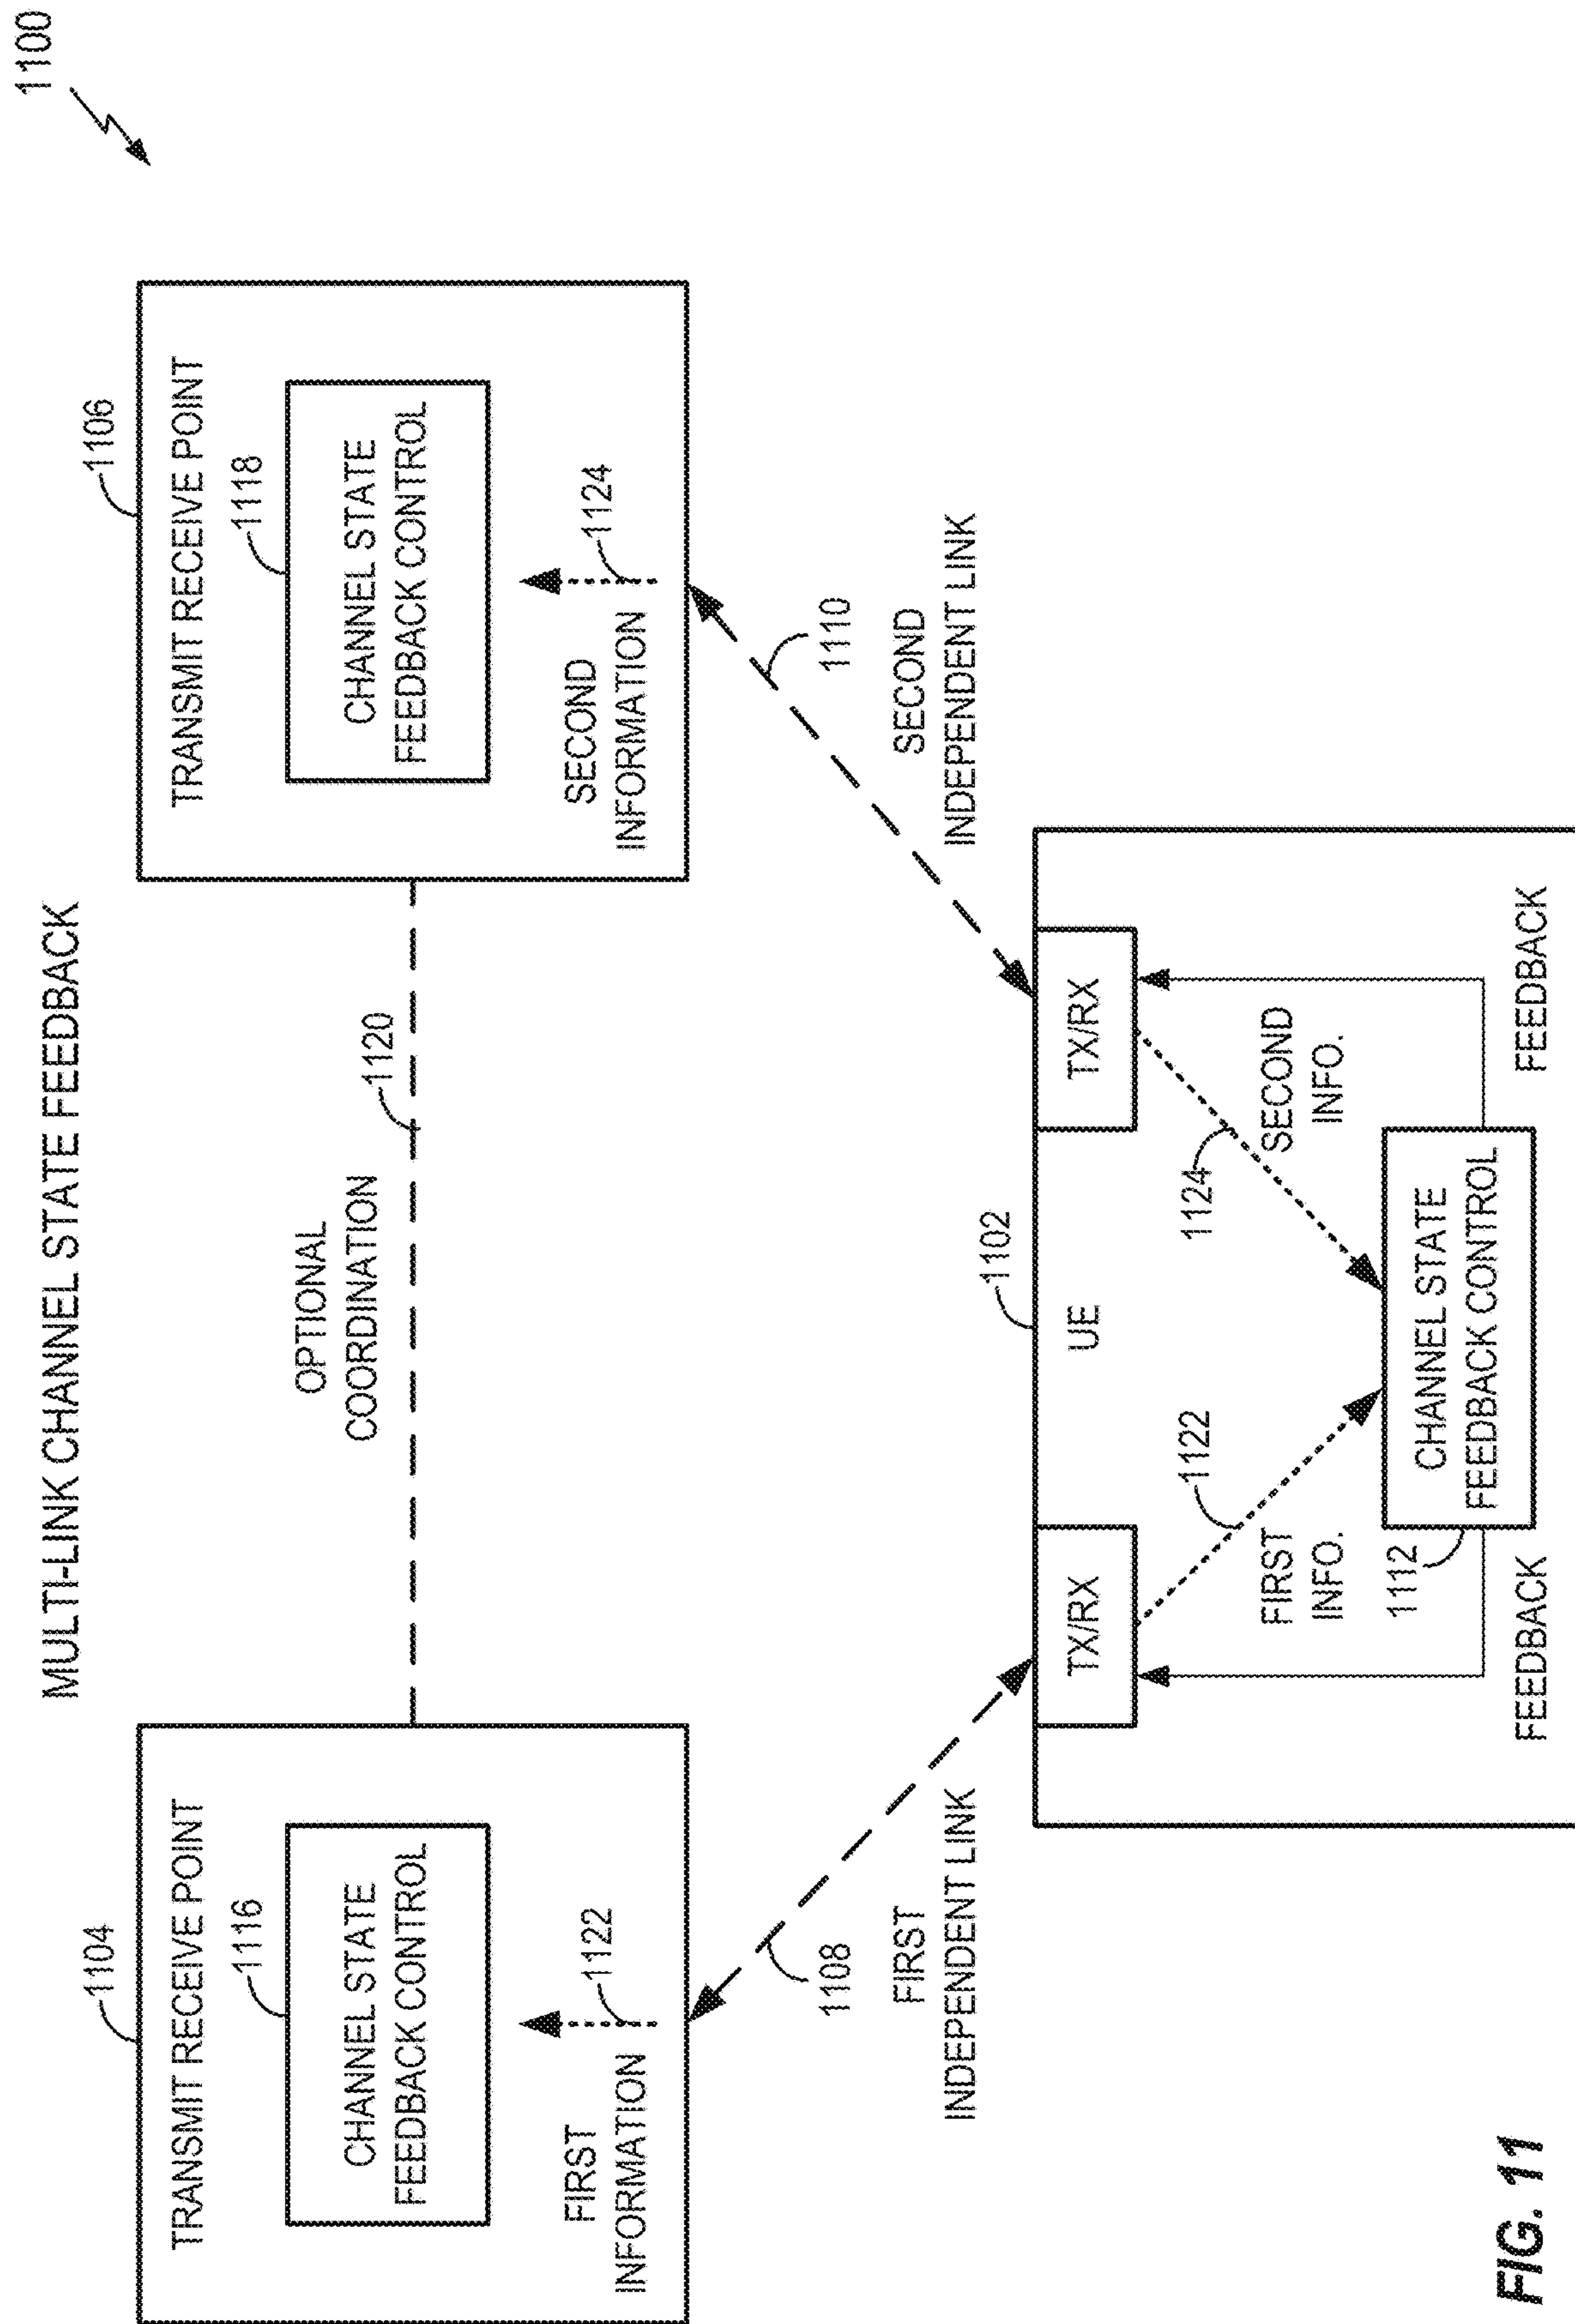 1100
MULTI-LINK CHANNEL STATE FEEDBACK
1104
TRANSMIT RECEIVE POINT
1116
CHANNEL STATE
FEEDBACK CONTROL
FIRST
INFORMATION
1122
OPTIONAL
COORDINATION
1120
1106
TRANSMIT RECEIVE POINT
1118
CHANNEL STATE
FEEDBACK CONTROL
SECOND
INFORMATION
1124
1108
FIRST
INDEPENDENT LINK
1110
SECOND
INDEPENDENT LINK
1102
TX/RX
UE
TX/RX
FIRST
INFO.
1122
1124
SECOND
INFO.
1112
CHANNEL STATE
FEEDBACK CONTROL
FEEDBACK
FEEDBACK
FIG. 11